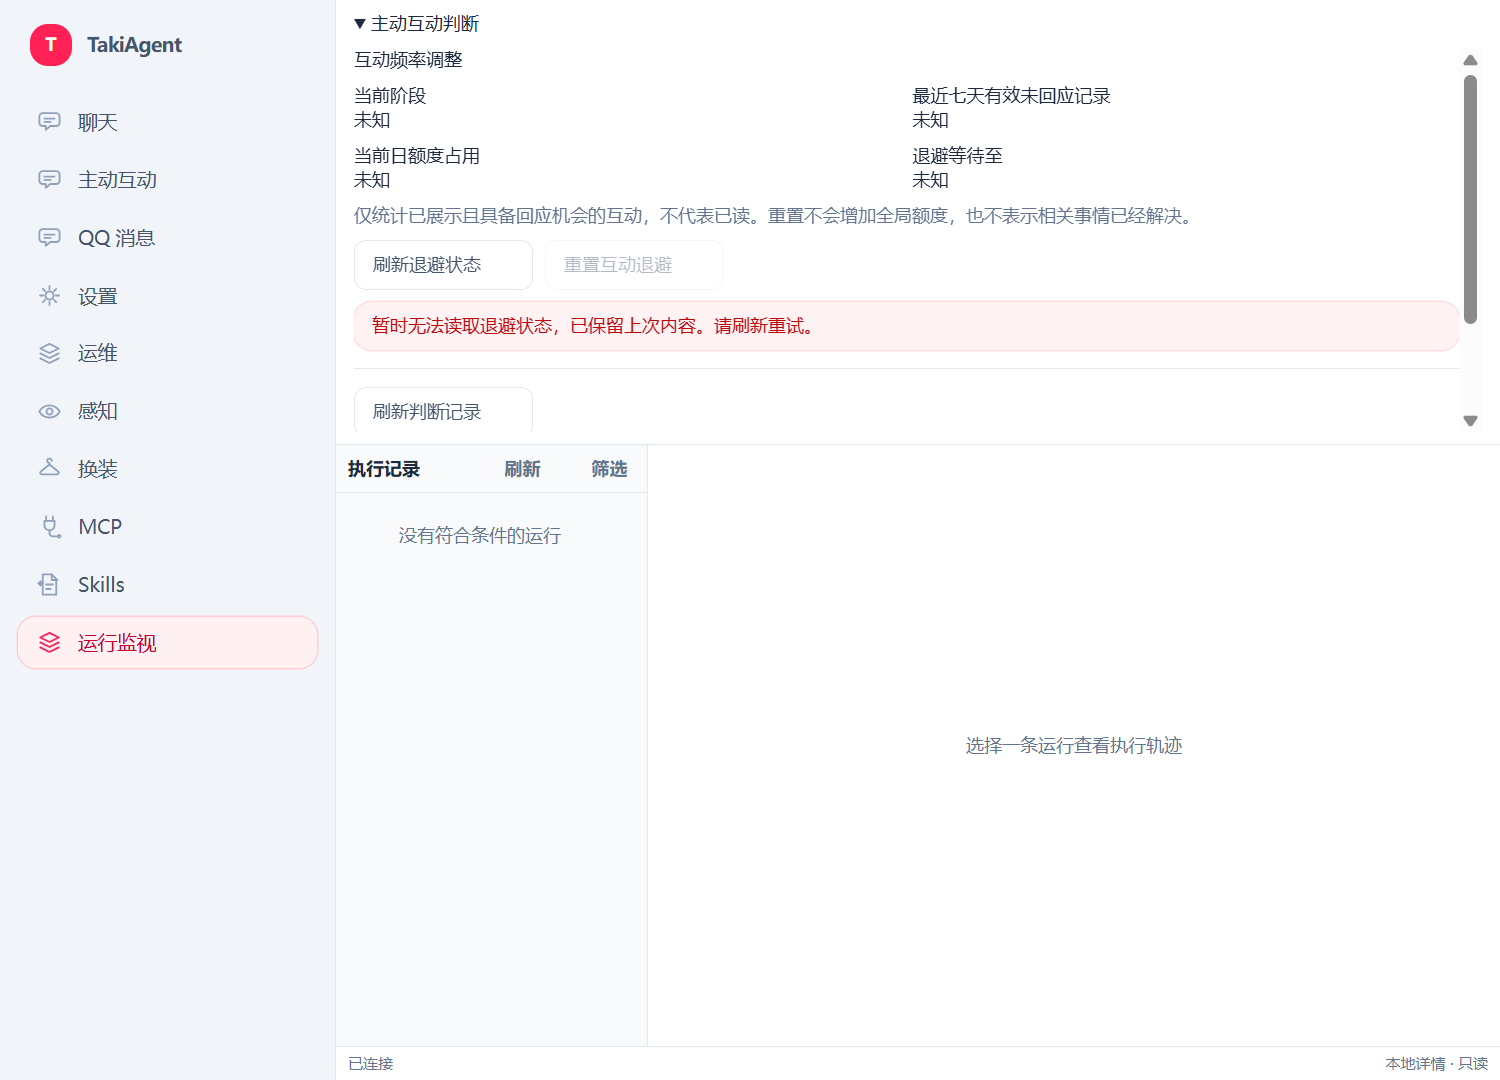 T TakiAgent
聊天
主动互动
QQ 消息
设置
运维
感知
换装
MCP
Skills
运行监视
▼ 主动互动判断
互动频率调整
当前阶段
未知
最近七天有效未回应记录
未知
当前日额度占用
未知
退避等待至
未知
仅统计已展示且具备回应机会的互动，不代表已读。重置不会增加全局额度，也不表示相关事情已经解决。
刷新退避状态 重置互动退避
暂时无法读取退避状态，已保留上次内容。请刷新重试。
刷新判断记录
执行记录 刷新 筛选
没有符合条件的运行
选择一条运行查看执行轨迹
已连接 本地详情 · 只读